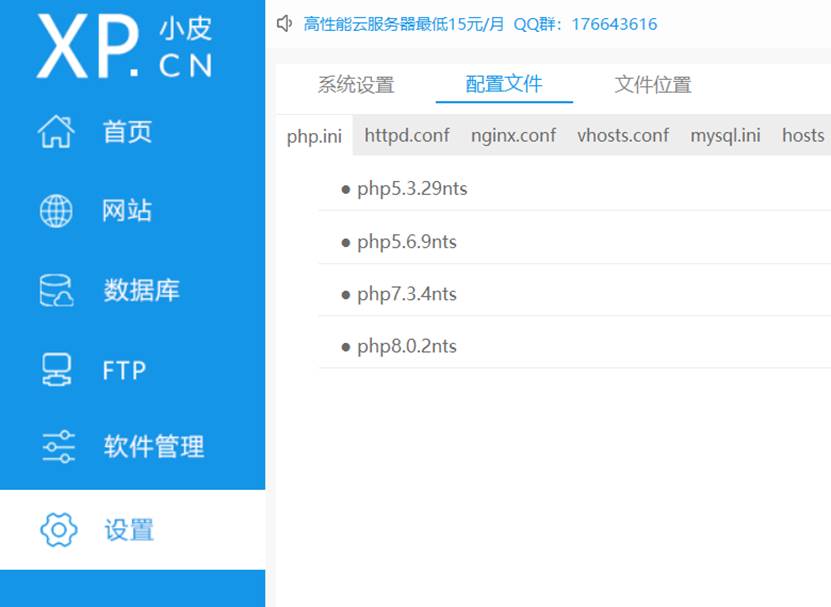 XP. 小皮 CN
首页
网站
数据库
FTP
软件管理
设置
高性能云服务器最低15元/月 QQ群：176643616
系统设置 配置文件 文件位置
php.ini httpd.conf nginx.conf vhosts.conf mysql.ini hosts
● php5.3.29nts
● php5.6.9nts
● php7.3.4nts
● php8.0.2nts